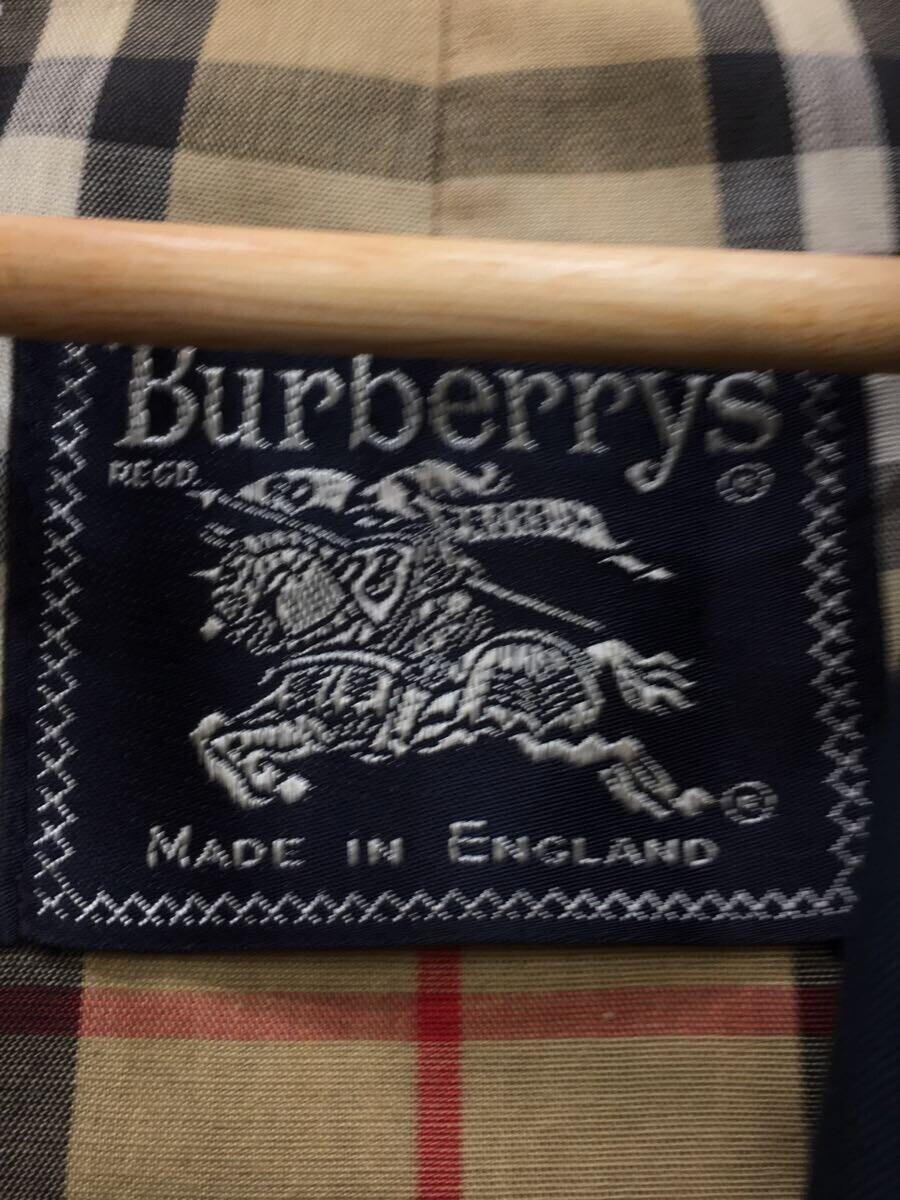 Burberrys
REGD. ®
®
MADE IN ENGLAND